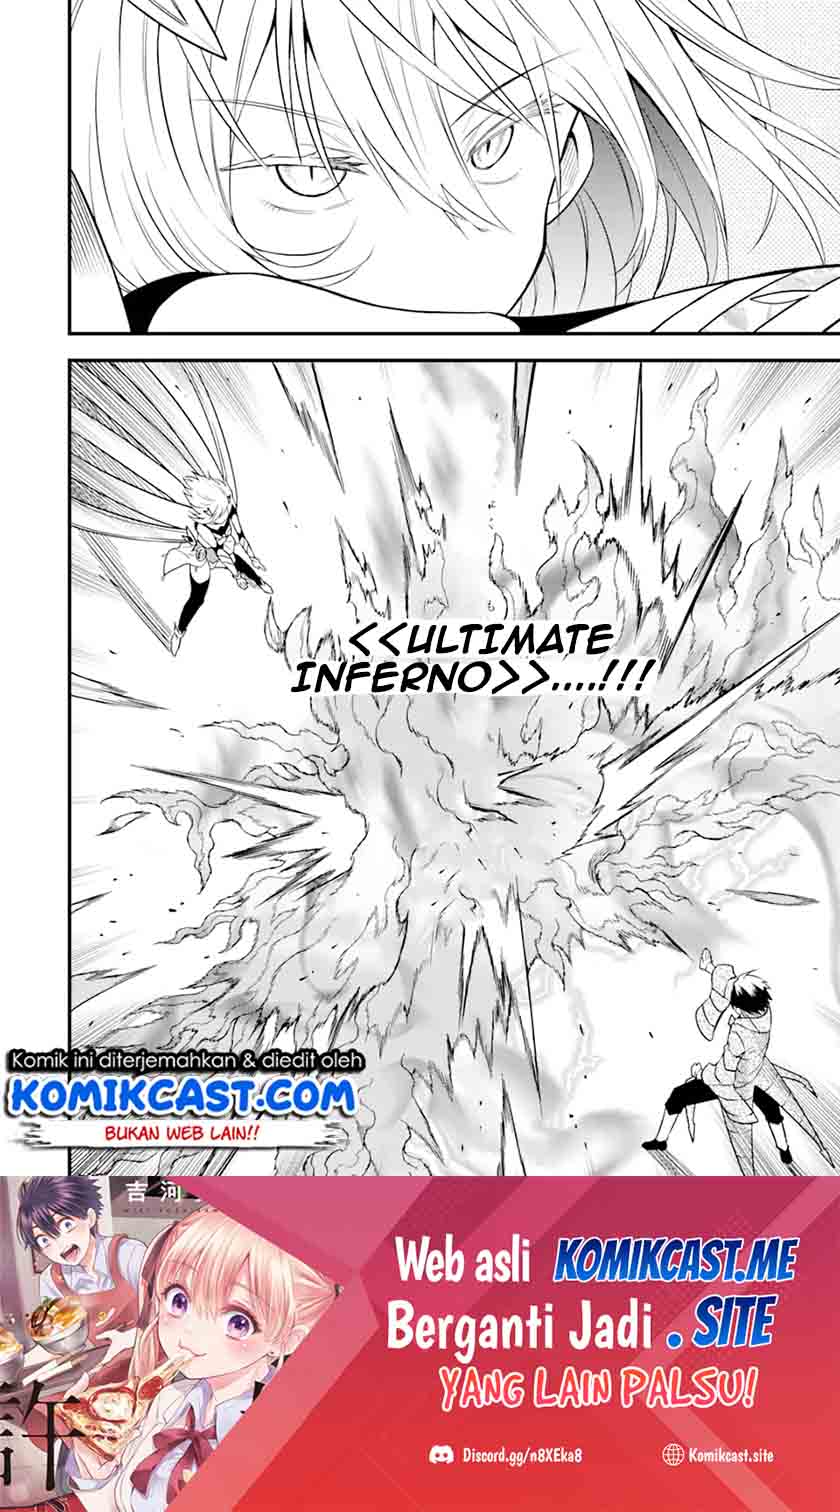 <<ULTIMATE
INFERNO>>....!!!
Komik ini diterjemahkan & diedit oleh
KOMIKCAST.COM
BUKAN WEB LAIN!!
吉河
Web asli KOMIKCAST.ME
Berganti Jadi . SITE
YANG LAIN PALSU!
Discord.gg/n8XEka8
Komikcast.site
許